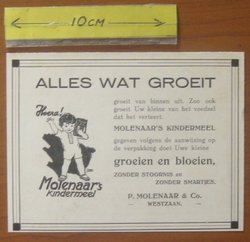 10CM
ALLES WAT GROEIT
groeit van binnen uit. Zoo ook
groeit Uw kleine van het voedsel
dat het verteert.
MOLENAAR'S KINDERMEEL
gegeven volgens de aanwijzing op
de verpakking doet Uwe kleine
groeien en bloeien,
ZONDER STOORNIS en
ZONDER SMARTJES.
P. MOLENAAR & Co.
WESTZAAN.
Hoera!
Molenaar's
kindermeel